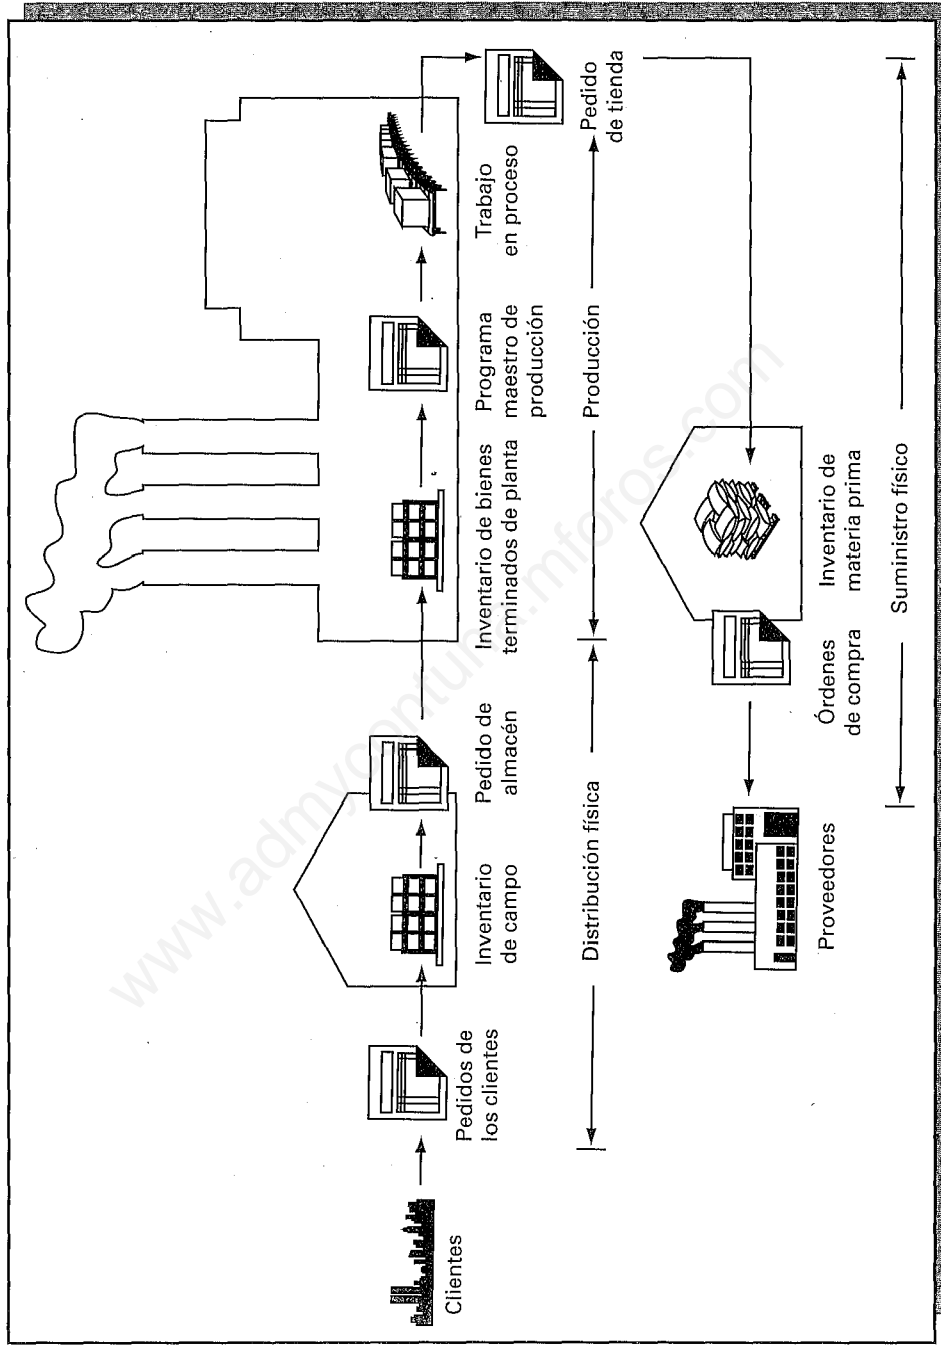 Clientes
Pedidos de
los clientes
Inventario
de campo
Pedido de
almacén
Inventario de bienes
terminados de planta
Programa
maestro de
producción
Trabajo
en proceso
Pedido
de tienda
Distribución física
Producción
Proveedores
Órdenes
de compra
Inventario de
materia prima
Suministro físico
www.admycontuna.mforos.com